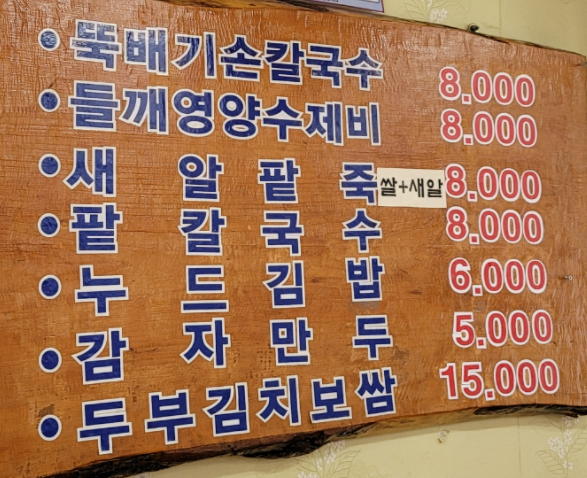 • 뚝배기손칼국수 8.000
• 들깨영양수제비 8.000
• 새알팥죽 쌀+새알 8.000
• 팥칼국수 8.000
• 누드김밥 6.000
• 감자만두 5.000
• 두부김치보쌈 15.000